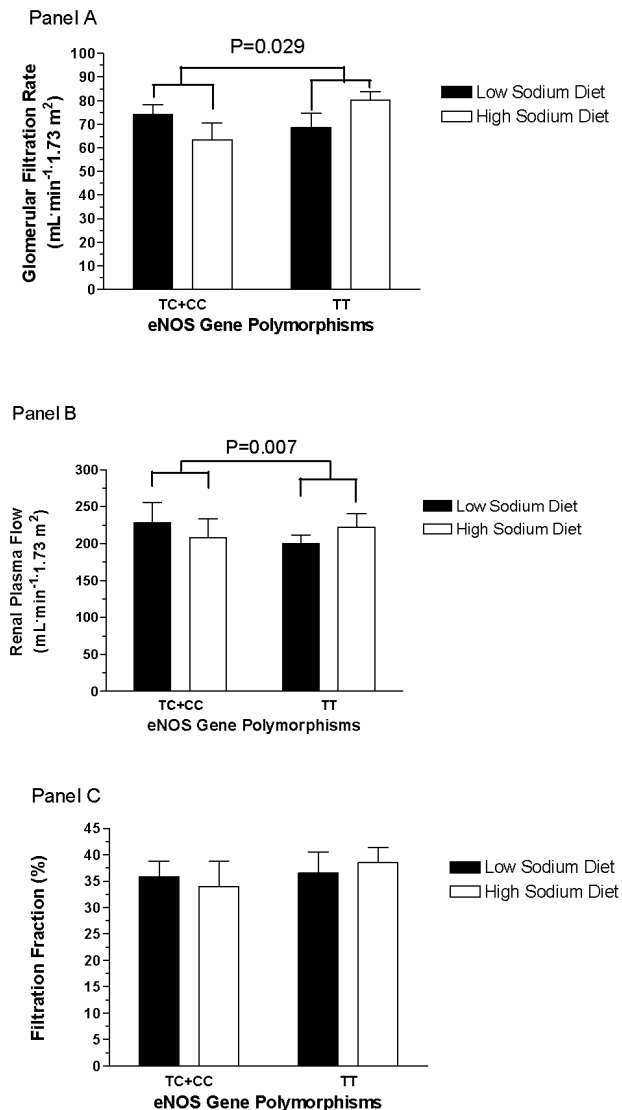 Panel A
P=0.029
Glomerular Filtration Rate
(mL·min⁻¹·1.73 m²)
100
90
80
70
60
50
40
30
20
10
0
TC+CC
TT
eNOS Gene Polymorphisms
Low Sodium Diet
High Sodium Diet
Panel B
P=0.007
Renal Plasma Flow
(mL·min⁻¹·1.73 m²)
300
250
200
150
100
50
0
TC+CC
TT
eNOS Gene Polymorphisms
Low Sodium Diet
High Sodium Diet
Panel C
Filtration Fraction (%)
45
40
35
30
25
20
15
10
5
0
TC+CC
TT
eNOS Gene Polymorphisms
Low Sodium Diet
High Sodium Diet